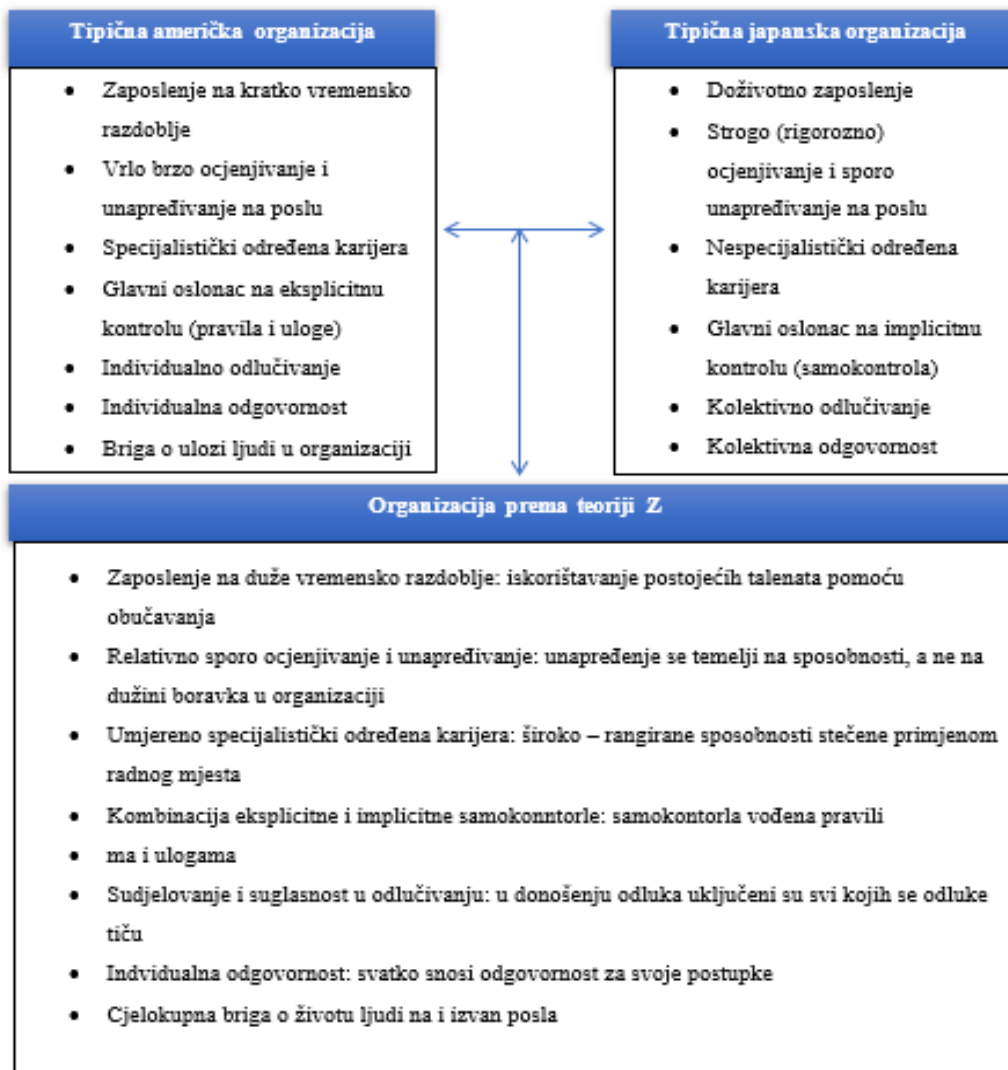 Tipična američka organizacija
• Zaposlenje na kratko vremensko
razdoblje
• Vrlo brzo ocjenjivanje i
unapređivanje na poslu
• Specijalistički određena karijera
• Glavni oslonac na eksplicitnu
kontrolu (pravila i uloge)
• Individualno odlučivanje
• Individualna odgovornost
• Briga o ulozi ljudi u organizaciji
Tipična japanska organizacija
• Doživotno zaposlenje
• Strogo (rigorozno)
ocjenjivanje i sporo
unapređivanje na poslu
• Nespecijalistički određena
karijera
• Glavni oslonac na implicitnu
kontrolu (samokontrola)
• Kolektivno odlučivanje
• Kolektivna odgovornost
Organizacija prema teoriji Z
• Zaposlenje na duže vremensko razdoblje: iskorištavanje postojećih talenata pomoću
obučavanja
• Relativno sporo ocjenjivanje i unapređivanje: unapređenje se temelji na sposobnosti, a ne na
dužini boravka u organizaciji
• Umjereno specijalistički određena karijera: široko – rangirane sposobnosti stečene primjenom
radnog mjesta
• Kombinacija eksplicitne i implicitne samokonntorle: samokontorla vođena pravili
• ma i ulogama
• Sudjelovanje i suglasnost u odlučivanju: u donošenju odluka uključeni su svi kojih se odluke
tiču
• Indvidualna odgovornost: svatko snosi odgovornost za svoje postupke
• Cjelokupna briga o životu ljudi na i izvan posla